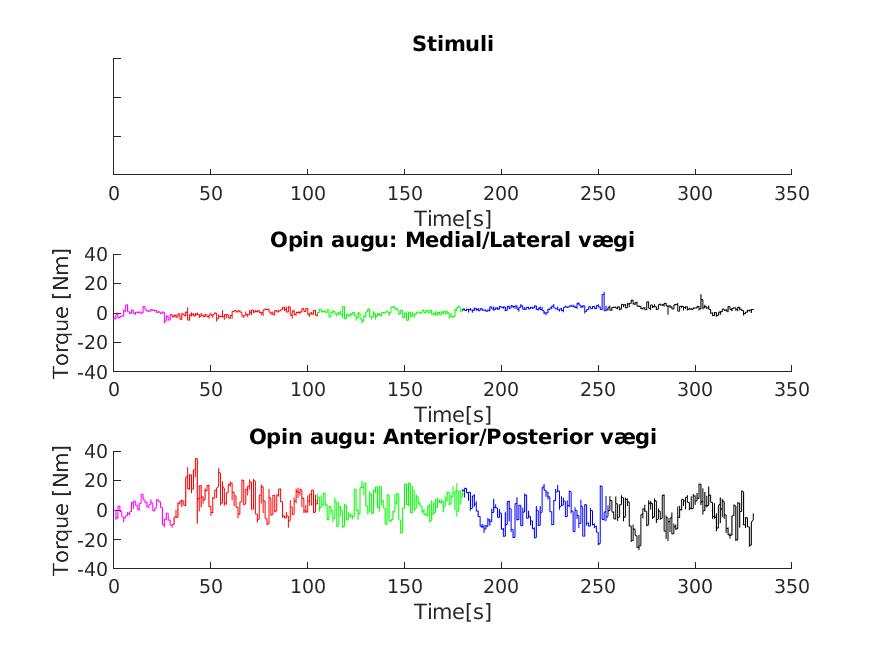 Stimuli
0 50 100 150 200 250 300 350
Time[s]
Opin augu: Medial/Lateral vægi
Torque [Nm]
40
20
0
-20
-40
0 50 100 150 200 250 300 350
Time[s]
Opin augu: Anterior/Posterior vægi
Torque [Nm]
40
20
0
-20
-40
0 50 100 150 200 250 300 350
Time[s]